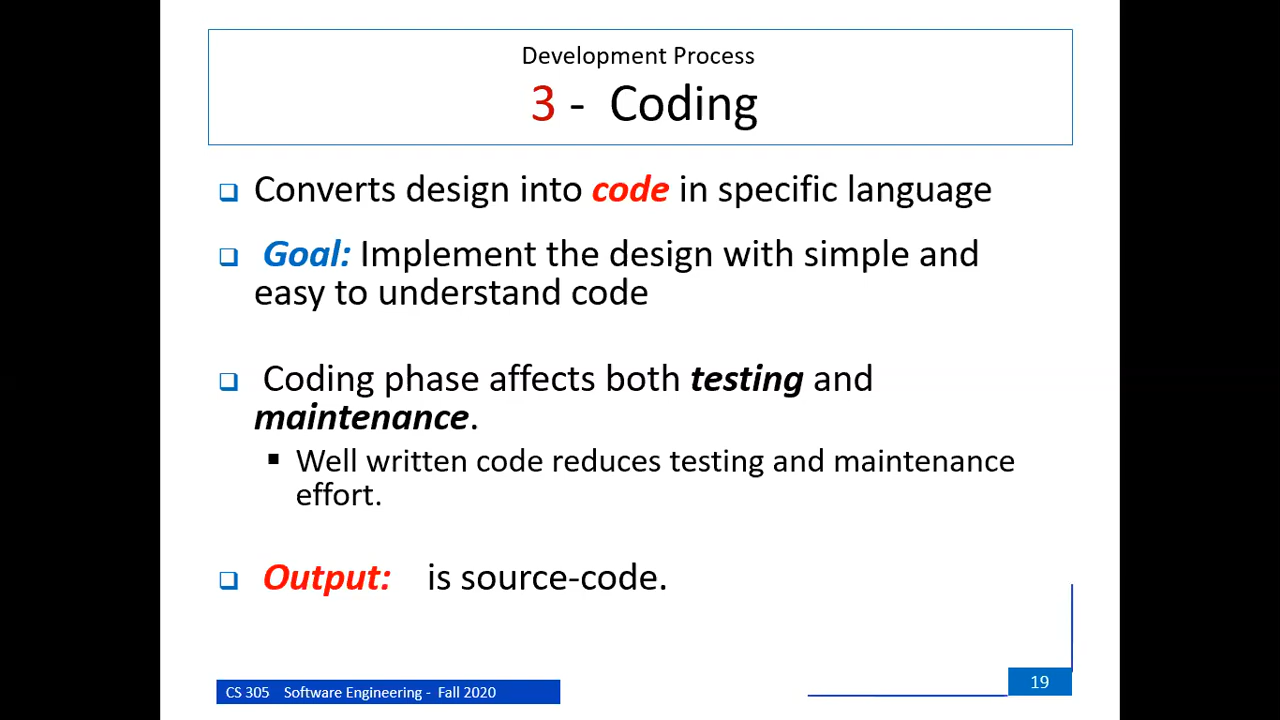 Development Process
3 - Coding
❑ Converts design into code in specific language
❑ Goal: Implement the design with simple and
easy to understand code
❑ Coding phase affects both testing and
maintenance.
▪ Well written code reduces testing and maintenance
effort.
❑ Output: is source-code.
CS 305 Software Engineering - Fall 2020
19